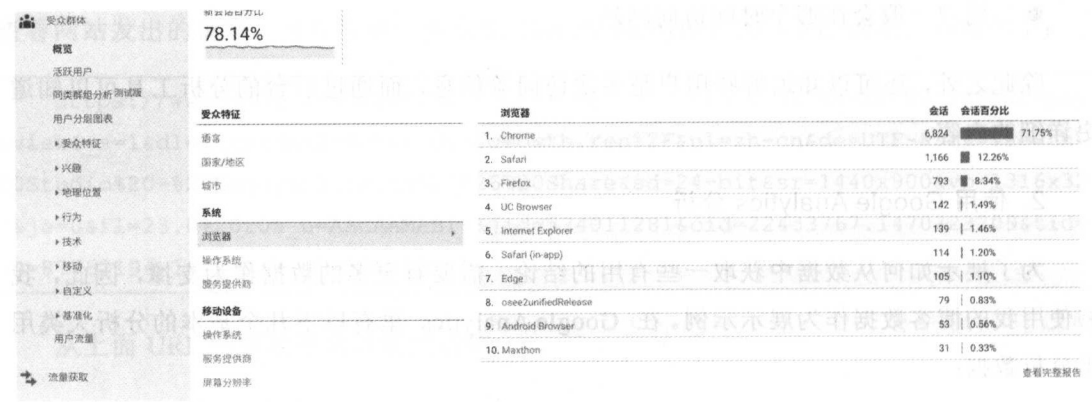 受众群体
概览
活跃用户
同类群组分析 测试版
用户分组图表
受众特征
兴趣
地理位置
行为
技术
移动
自定义
基准化
用户流量
流量获取
新会话百分比
78.14%
受众特征
语言
国家/地区
城市
系统
浏览器
操作系统
服务提供商
移动设备
操作系统
服务提供商
屏幕分辨率
浏览器 会话 会话百分比
1. Chrome 6,824 71.75%
2. Safari 1,166 12.26%
3. Firefox 793 8.34%
4. UC Browser 142 1.49%
5. Internet Explorer 139 1.46%
6. Safari (in-app) 114 1.20%
7. Edge 105 1.10%
8. osee2unifiedRelease 79 0.83%
9. Android Browser 53 0.56%
10. Maxthon 31 0.33%
查看完整报告